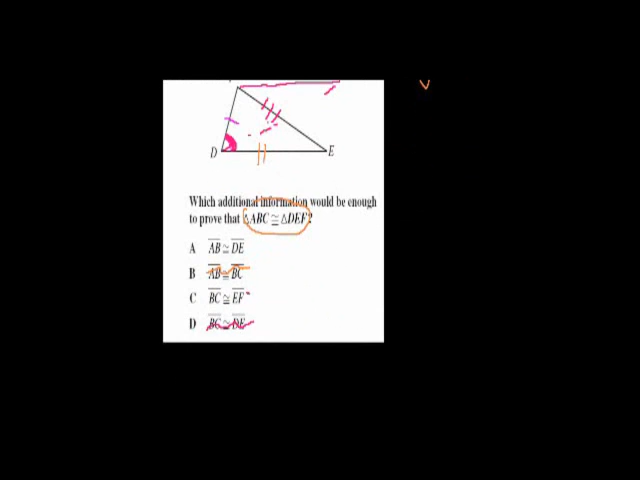 D
E
Which additional information would be enough
to prove that △ABC ≅ △DEF?
A AB ≅ DE
B AB ≅ BC
C BC ≅ EF
D BC ≅ DE